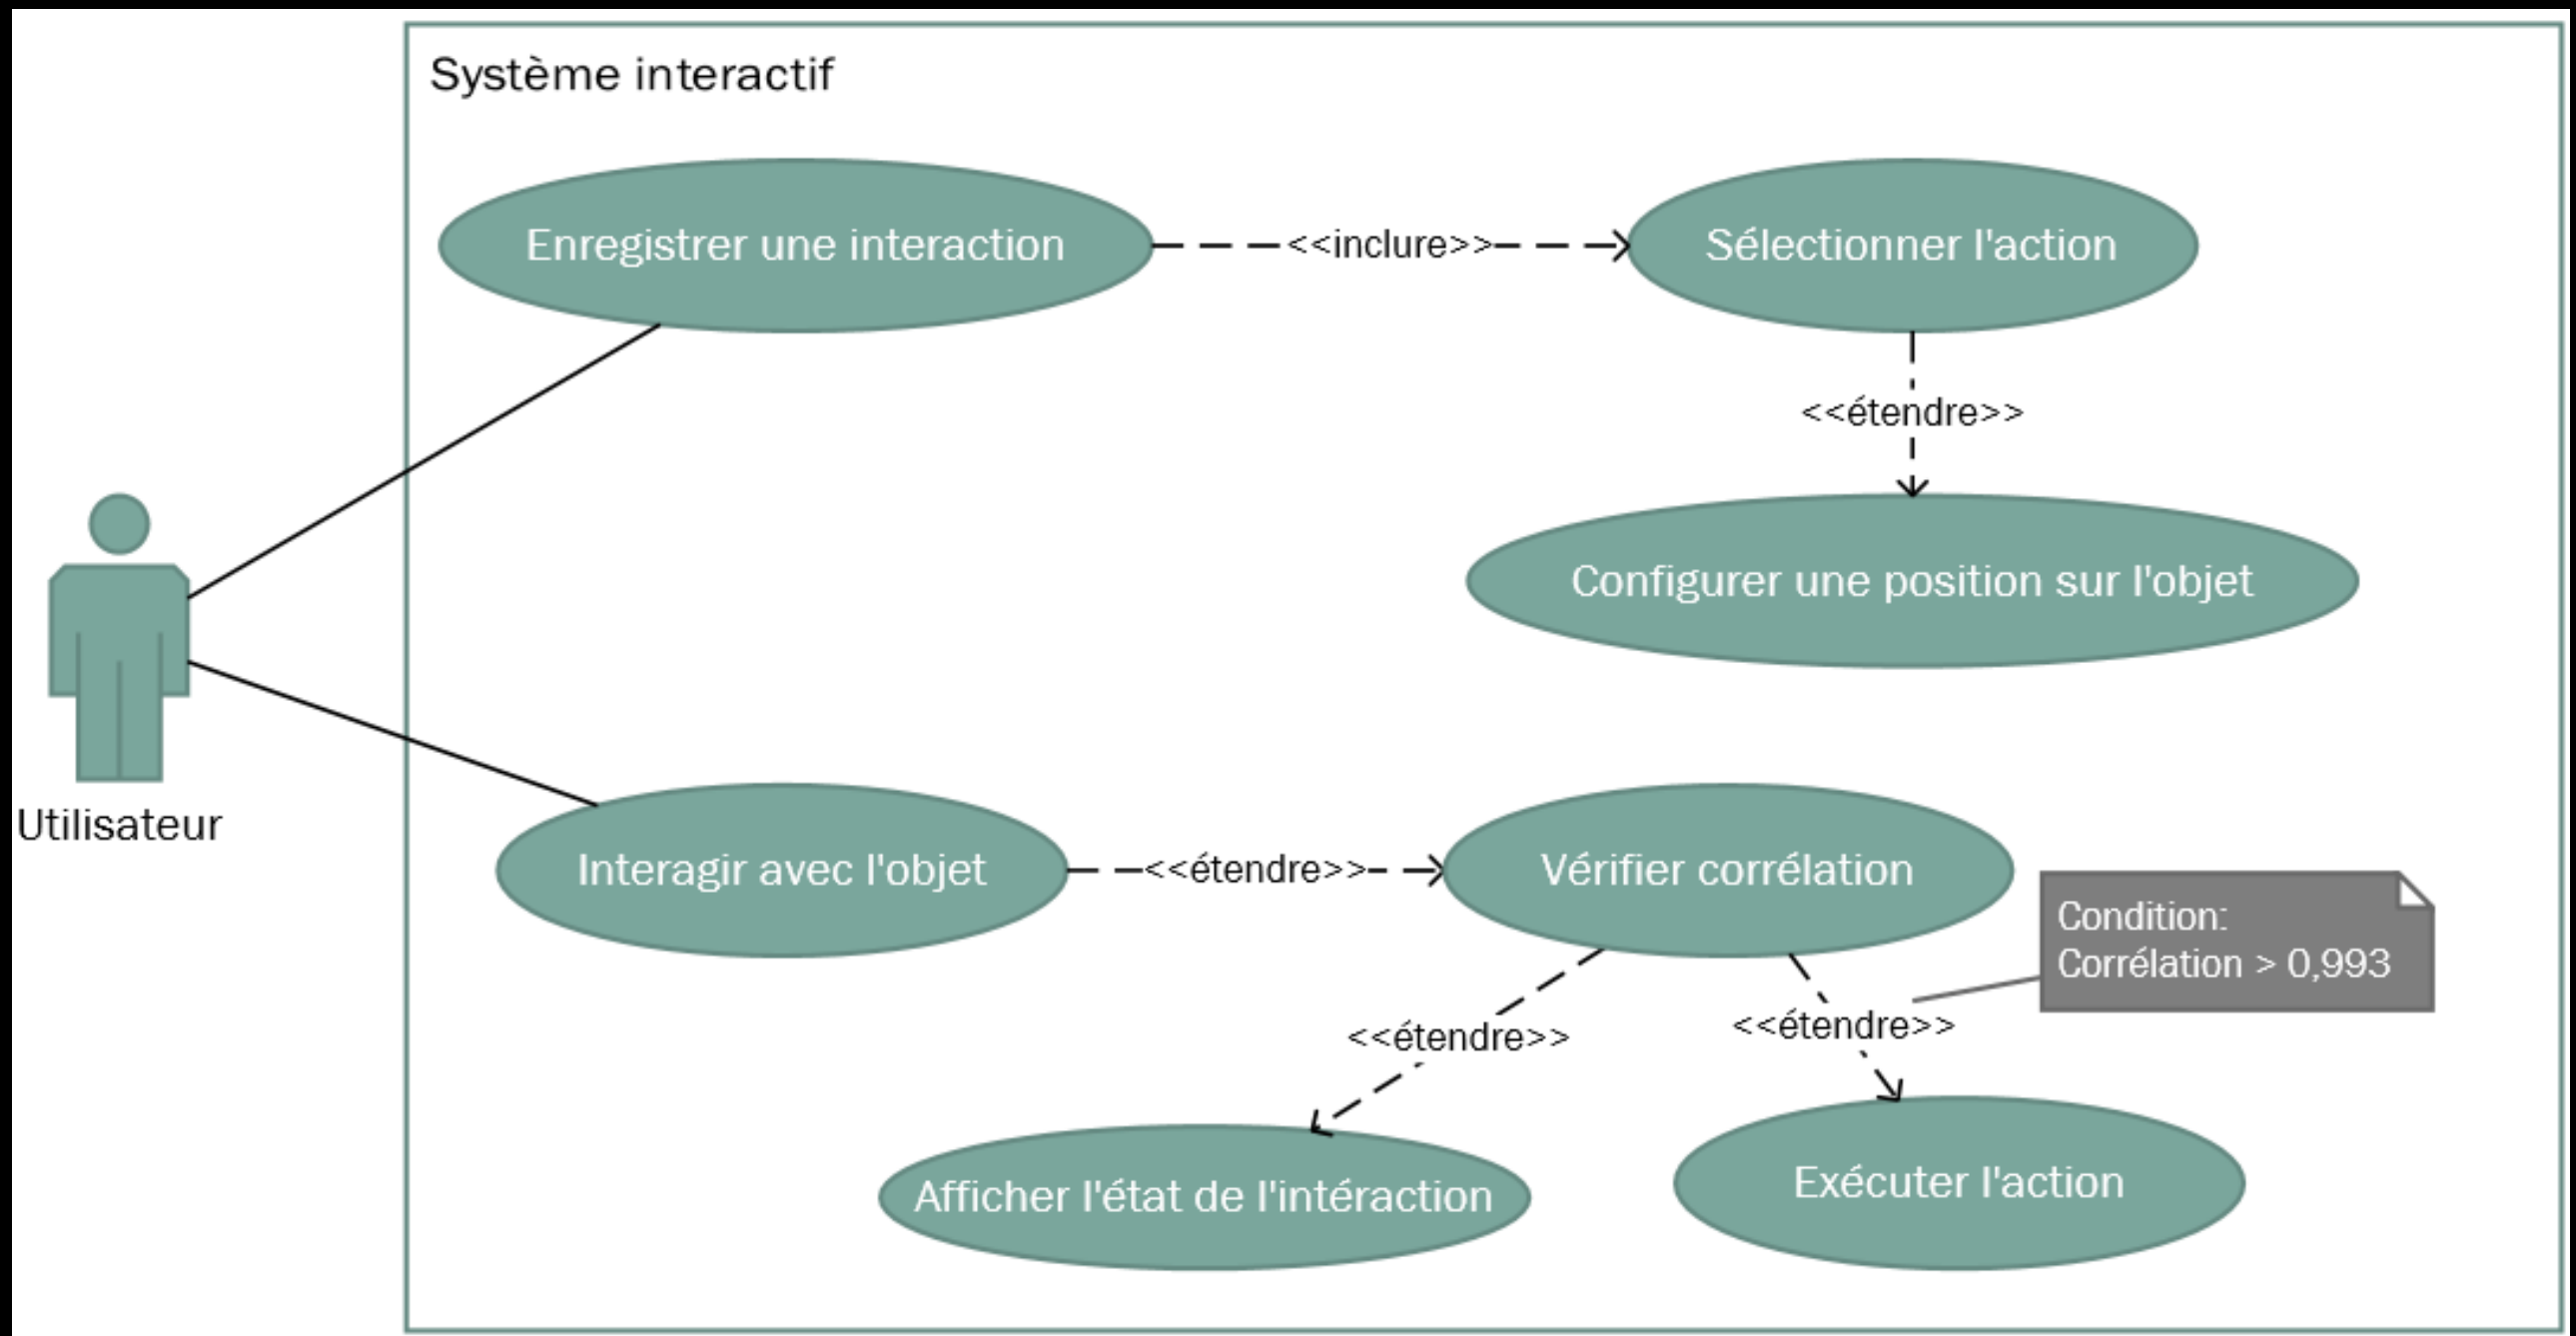 Système interactif
Enregistrer une interaction
<<inclure>>
Sélectionner l'action
<<étendre>>
Configurer une position sur l'objet
Utilisateur
Interagir avec l'objet
<<étendre>>
Vérifier corrélation
Condition:
Corrélation > 0,993
<<étendre>>
<<étendre>>
Afficher l'état de l'intéraction
Exécuter l'action